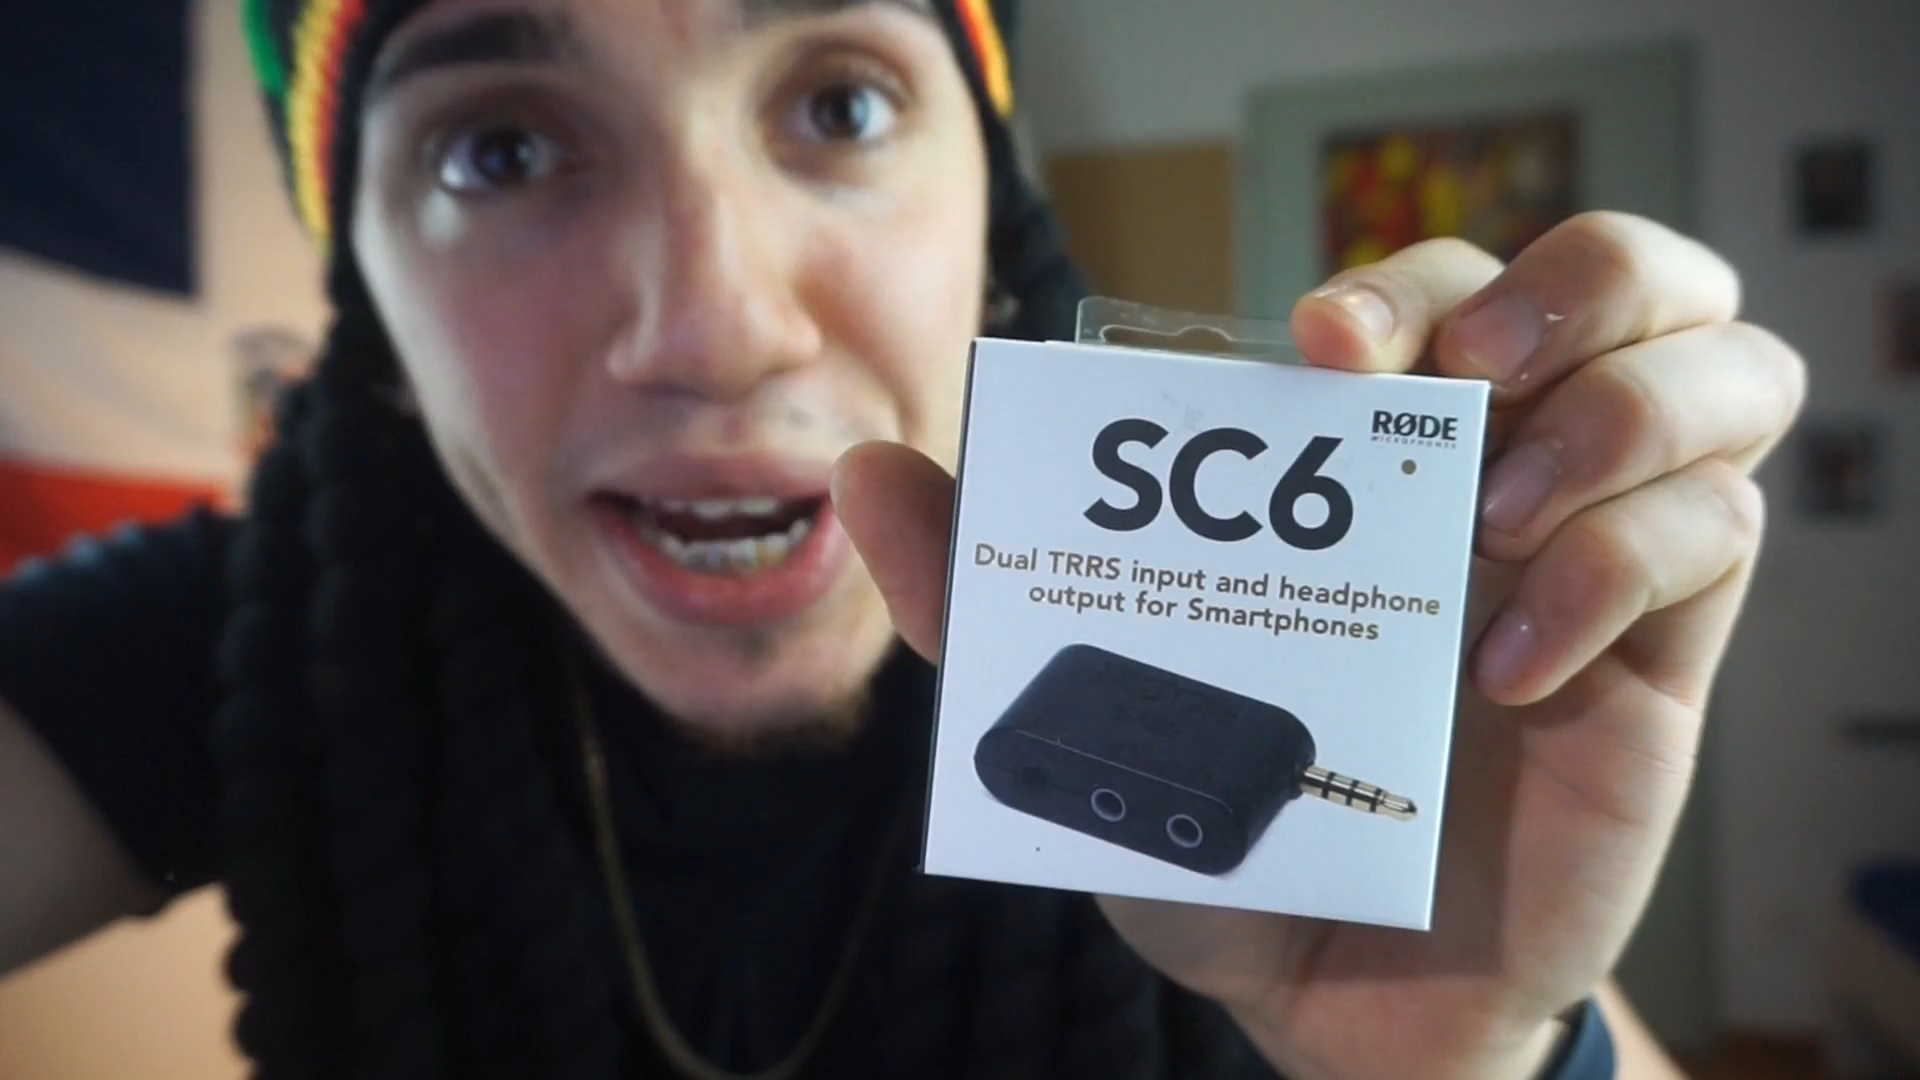 RØDE
MICROPHONES
SC6
Dual TRRS input and headphone
output for Smartphones